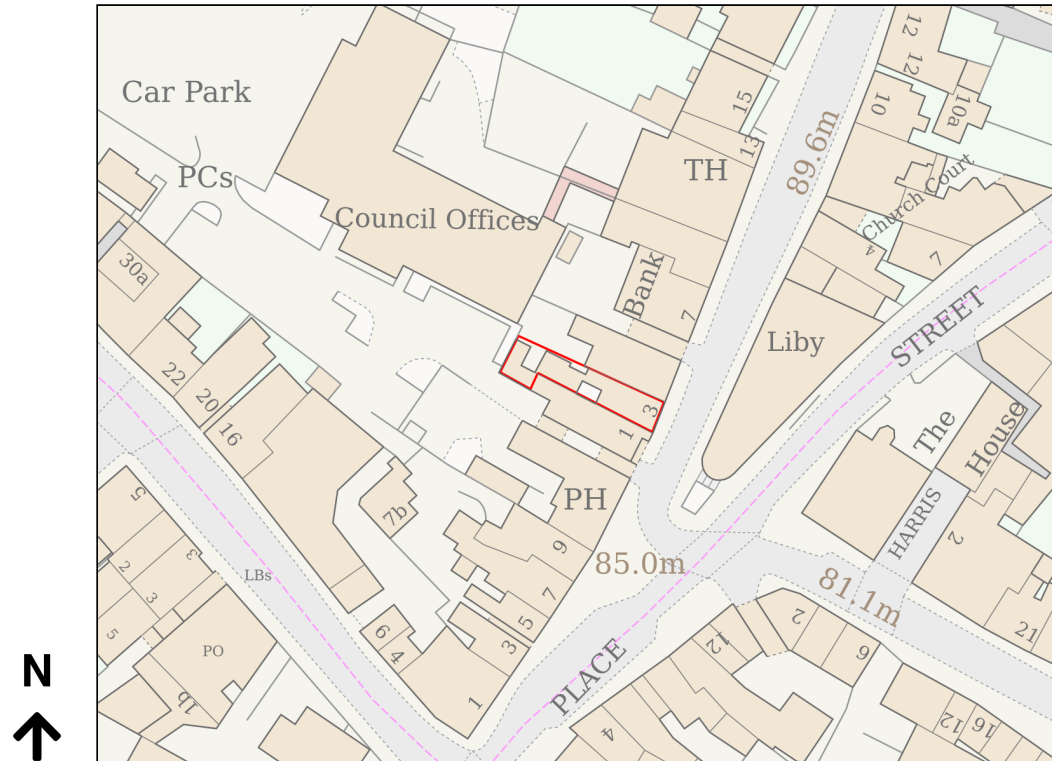 12
12
Car Park
15
10
10a
89.6m
13
TH
PCs
Church Court
Council Offices
4
7
30a
Bank
7
STREET
Liby
22
20
16
3
1
The
House
PH
7b
HARRIS
2
5
9
85.0m
3
2
LBs
81.1m
3
7
2
5
6
5
12
21
PO
4
3
9
PLACE
N
1b
1
4
12
16